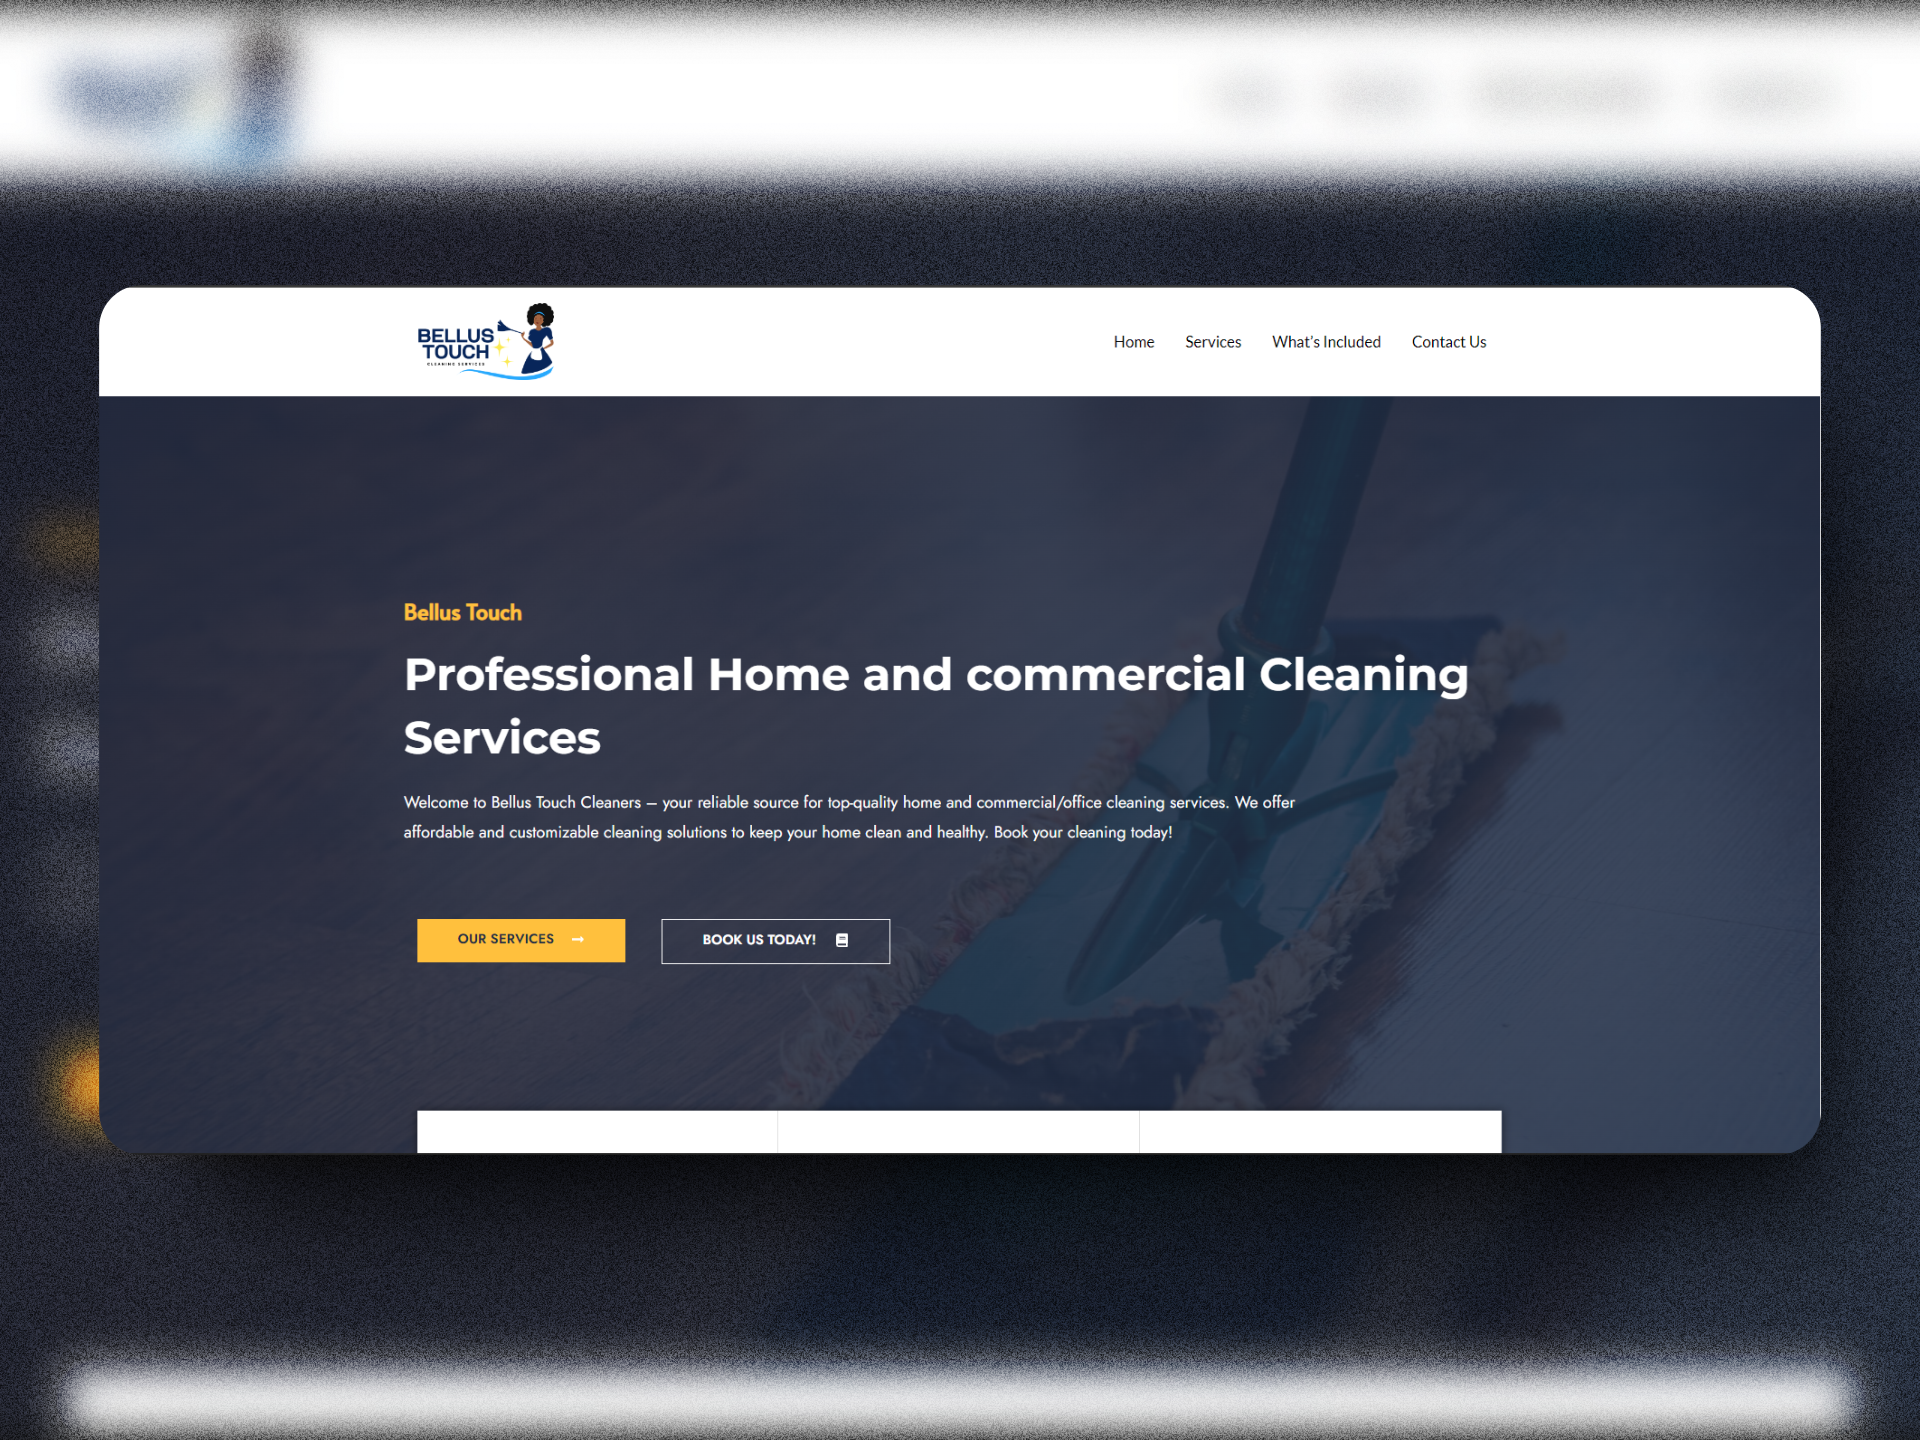 BELLUS
TOUCH
CLEANING SERVICES
Home Services What's Included Contact Us
Bellus Touch
Professional Home and commercial Cleaning
Services
Welcome to Bellus Touch Cleaners – your reliable source for top-quality home and commercial/office cleaning services. We offer
affordable and customizable cleaning solutions to keep your home clean and healthy. Book your cleaning today!
OUR SERVICES
BOOK US TODAY!